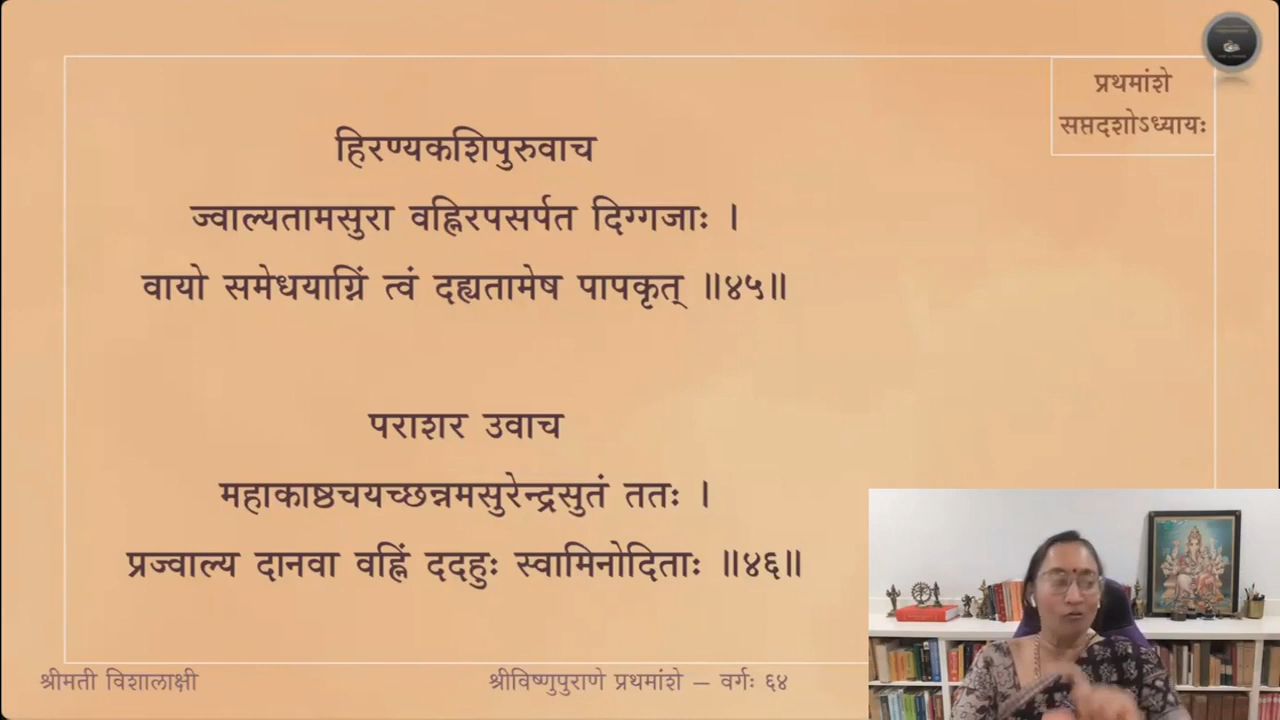 प्रथमांशे
सप्तदशोऽध्यायः
हिरण्यकशिपुरुवाच
ज्वाल्यतामसुरा वह्निरपसर्पत दिग्गजाः ।
वायो समेधयाग्निं त्वं दह्यतामेष पापकृत् ॥४५॥
पराशर उवाच
महाकाष्ठचयच्छन्नमसुरेन्द्रसुतं ततः ।
प्रज्वाल्य दानवा वह्निं ददहुः स्वामिनोदिताः ॥४६॥
श्रीमती विशालाक्षी
श्रीविष्णुपुराणे प्रथमांशे – वर्गः ६४